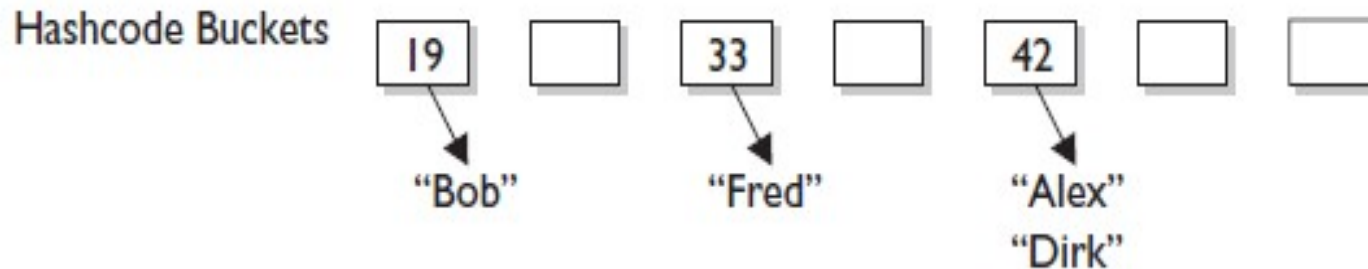 Hashcode Buckets 19 33 42
“Bob” “Fred” “Alex”
“Dirk”